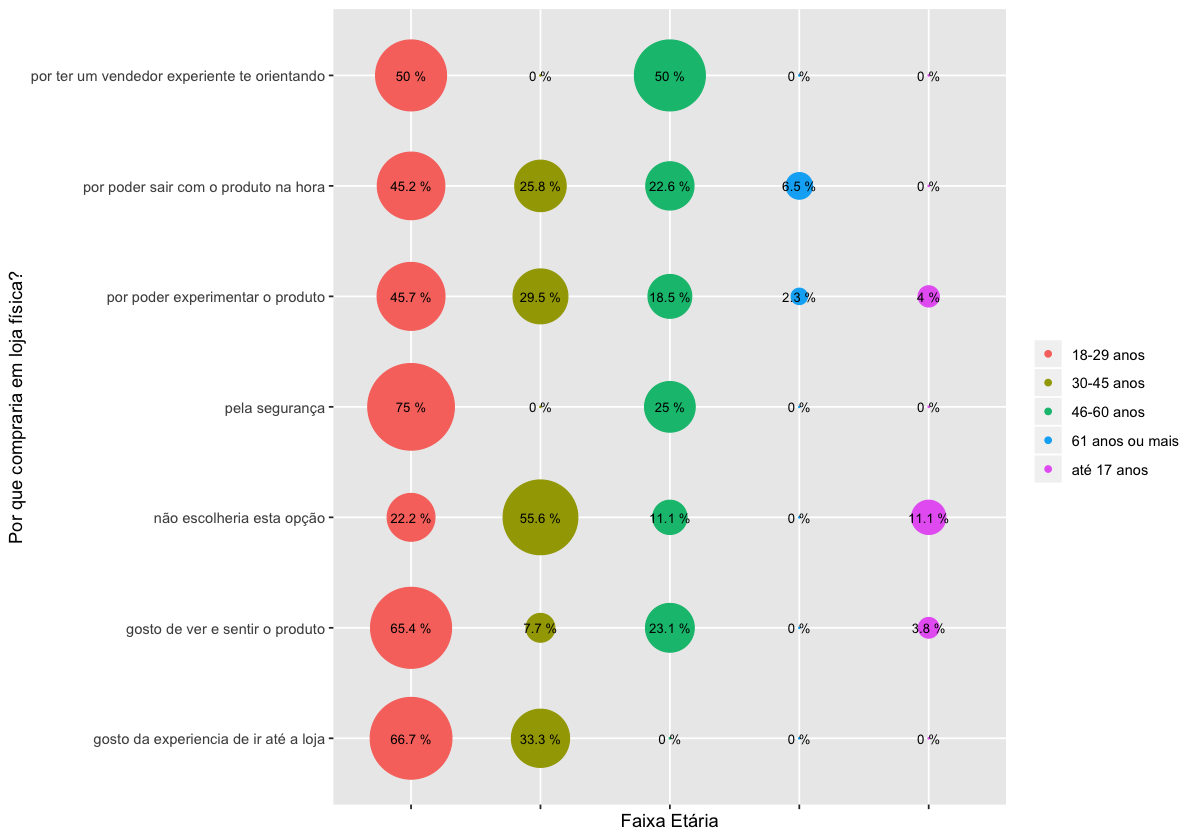 por ter um vendedor experiente te orientando
50 %
0 %
50 %
0 %
0 %
por poder sair com o produto na hora
45.2 %
25.8 %
22.6 %
6.5 %
0 %
por poder experimentar o produto
45.7 %
29.5 %
18.5 %
2.3 %
4 %
pela segurança
75 %
0 %
25 %
0 %
0 %
não escolheria esta opção
22.2 %
55.6 %
11.1 %
0 %
11.1 %
gosto de ver e sentir o produto
65.4 %
7.7 %
23.1 %
0 %
3.8 %
gosto da experiencia de ir até a loja
66.7 %
33.3 %
0 %
0 %
0 %
Por que compraria em loja física?
Faixa Etária
18-29 anos
30-45 anos
46-60 anos
61 anos ou mais
até 17 anos